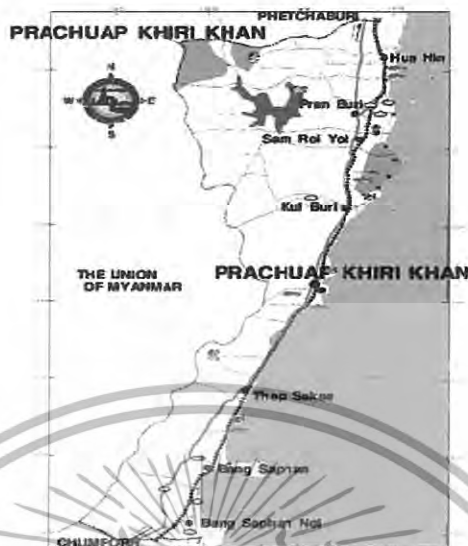 PHETCHABURI
PRACHUAP KHIRI KHAN
Hua Hin
N
W
E
S
Pran Buri
Sam Roi Yot
Kui Buri
THE UNION
OF MYANMAR
PRACHUAP KHIRI KHAN
Thap Sakae
Bang Saphan
Bang Saphan Noi
CHUMPORN